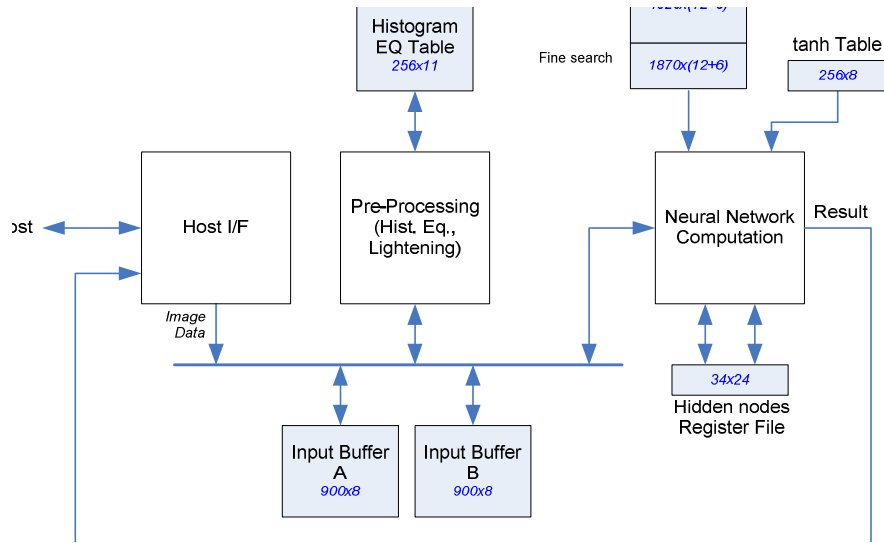 Histogram
EQ Table
256x11
Fine search
1870x(12+6)
tanh Table
256x8
Host I/F
Pre-Processing
(Hist. Eq.,
Lightening)
Neural Network
Computation
Result
Image
Data
34x24
Hidden nodes
Register File
Input Buffer
A
900x8
Input Buffer
B
900x8